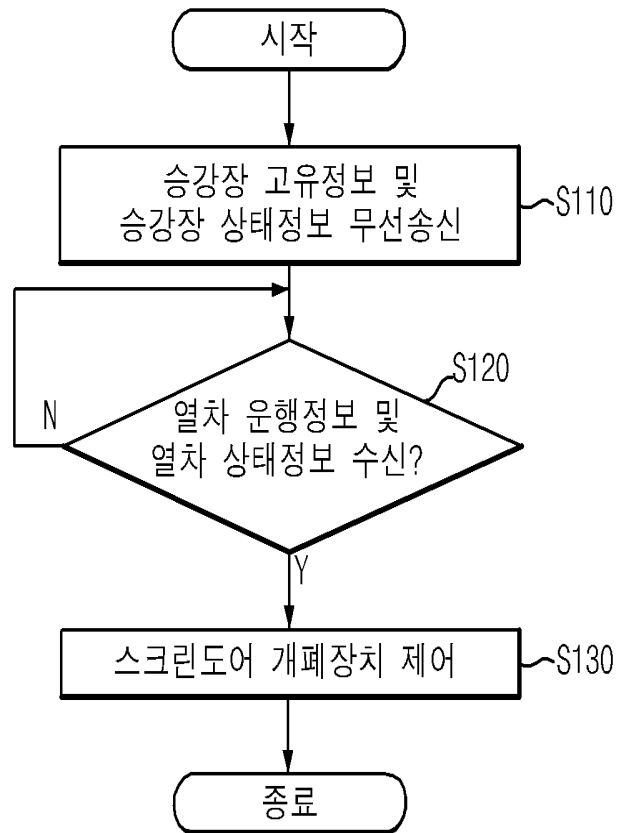 시작
승강장 고유정보 및
승강장 상태정보 무선송신
S110
S120
열차 운행정보 및
열차 상태정보 수신?
N
Y
스크린도어 개폐장치 제어
S130
종료